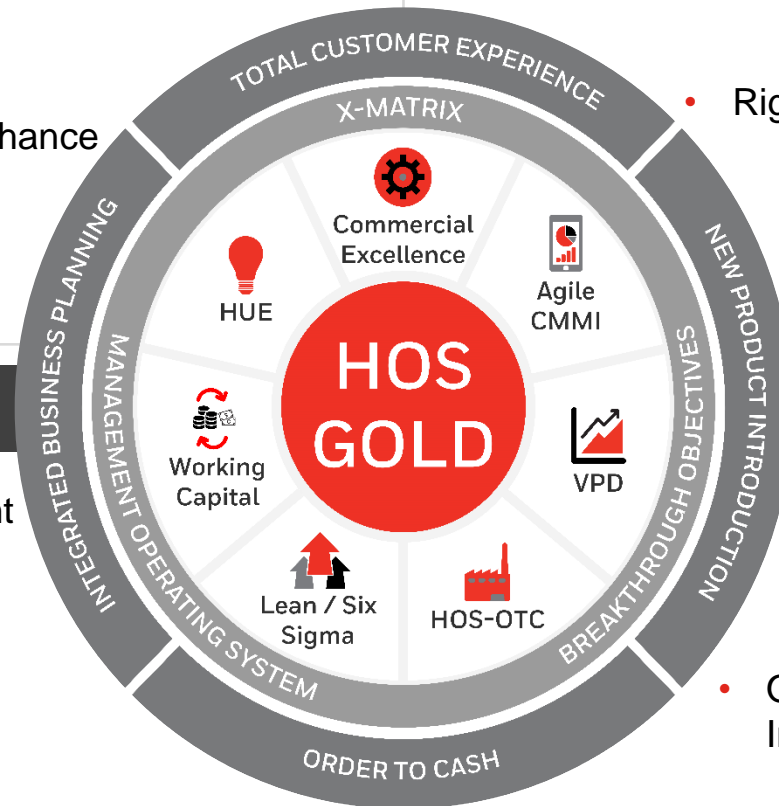 TOTAL CUSTOMER EXPERIENCE
X-MATRIX
hance
Rig
Commercial
Excellence
HUE
Agile
CMMI
INTEGRATED BUSINESS PLANNING
NEW PRODUCT INTRODUCTION
MANAGEMENT OPERATING SYSTEM
BREAKTHROUGH OBJECTIVES
HOS
GOLD
Working
Capital
VPD
nt
Lean / Six
Sigma
HOS-OTC
ORDER TO CASH